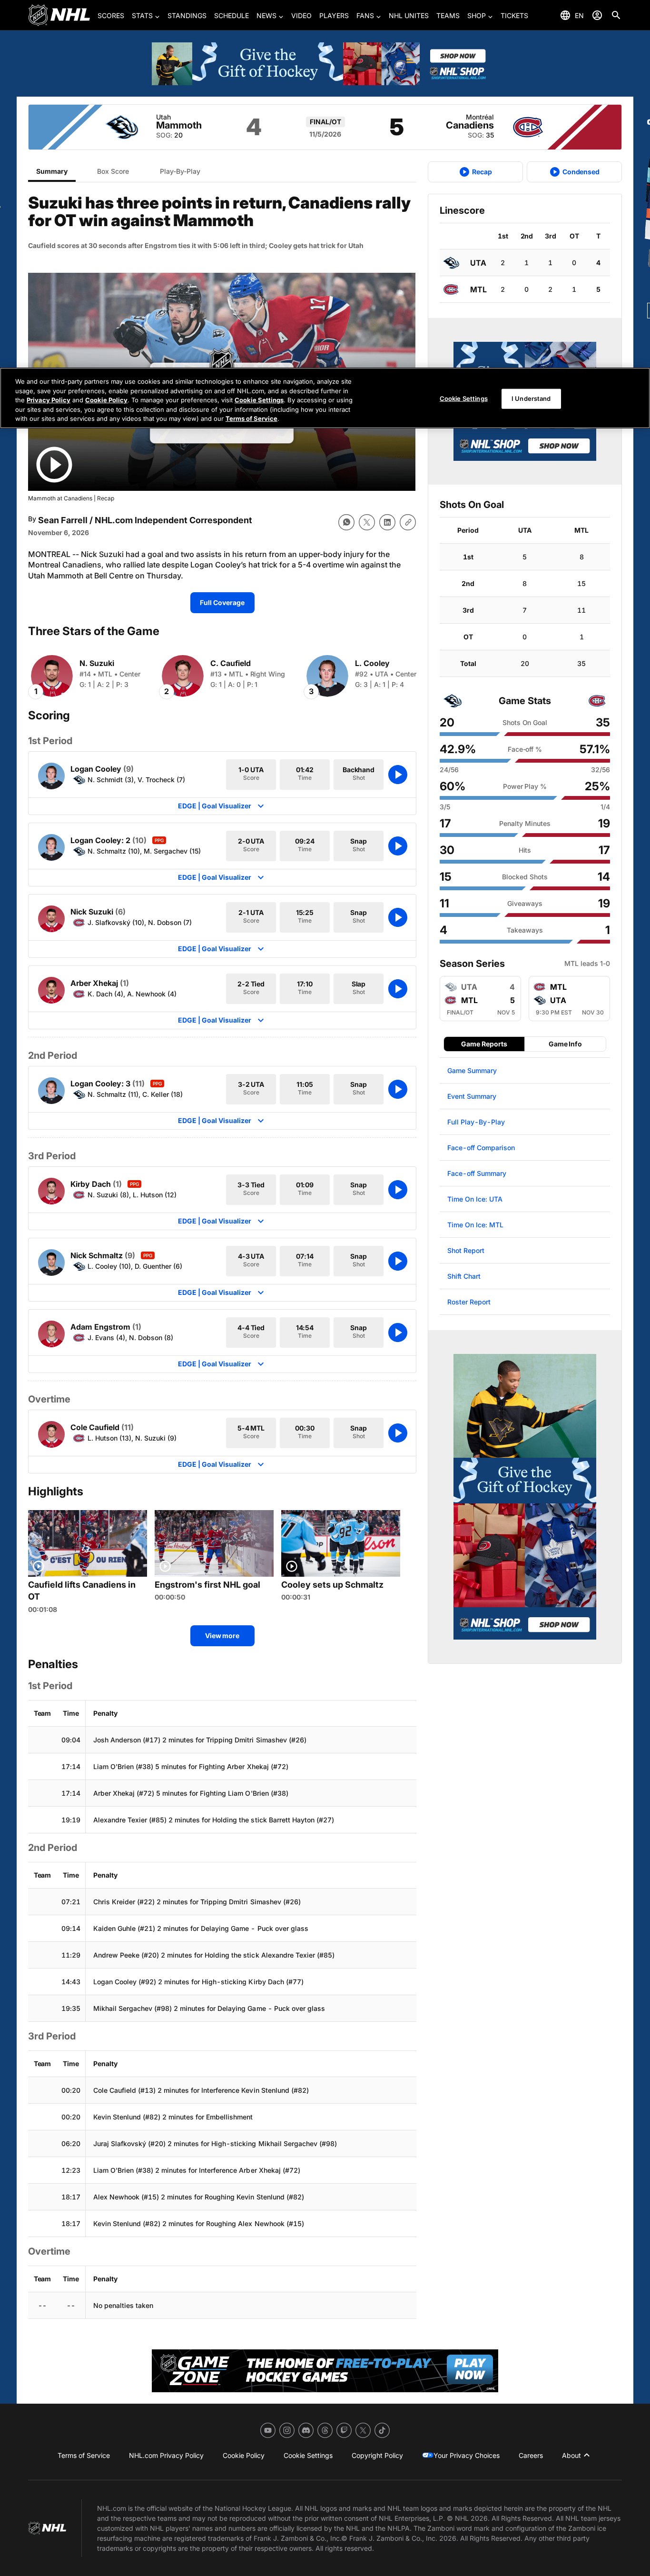 NHL SCORES STATS STANDINGS SCHEDULE NEWS VIDEO PLAYERS FANS NHL UNITES TEAMS SHOP TICKETS EN
Give the
Gift of Hockey
SHOP NOW
NHL SHOP
SHOPINTERNATIONAL.NHL.COM
Utah
Mammoth
SOG: 20
4
FINAL/OT
11/5/2026
5
Montréal
Canadiens
SOG: 35
Summary Box Score Play-By-Play
Recap
Condensed
Suzuki has three points in return, Canadiens rally
for OT win against Mammoth
Caufield scores at 30 seconds after Engstrom ties it with 5:06 left in third; Cooley gets hat trick for Utah
Linescore
1st 2nd 3rd OT T
UTA 2 1 1 0 4
MTL 2 0 2 1 5
We and our third-party partners may use cookies and similar technologies to enhance site navigation, analyze site
usage, save your preferences, deliver content, enable functionality, personalized advertising on and off NHL.com, and as described further in
the Privacy Policy and Cookie Policy. To manage your preferences, visit Cookie Settings. By accessing or using
our sites and services, you agree to this collection and disclosure of your information (including how you interact
with our sites and services and any videos that you may view) and our Terms of Service.
Cookie Settings
I Understand
NHL SHOP
SHOPINTERNATIONAL.NHL.COM
SHOP NOW
Mammoth at Canadiens | Recap
By Sean Farrell / NHL.com Independent Correspondent
November 6, 2026
MONTREAL -- Nick Suzuki had a goal and two assists in his return from an upper-body injury for the
Montreal Canadiens, who rallied late despite Logan Cooley's hat trick for a 5-4 overtime win against the
Utah Mammoth at Bell Centre on Thursday.
Full Coverage
Three Stars of the Game
1
N. Suzuki
#14 • MTL • Center
G: 1 | A: 2 | P: 3
2
C. Caufield
#13 • MTL • Right Wing
G: 1 | A: 0 | P: 1
3
L. Cooley
#92 • UTA • Center
G: 3 | A: 1 | P: 4
Scoring
1st Period
Logan Cooley (9)
N. Schmidt (3), V. Trocheck (7)
1-0 UTA
Score
01:42
Time
Backhand
Shot
EDGE | Goal Visualizer
Logan Cooley: 2 (10) PPG
N. Schmaltz (10), M. Sergachev (15)
2-0 UTA
Score
09:24
Time
Snap
Shot
EDGE | Goal Visualizer
Nick Suzuki (6)
J. Slafkovský (10), N. Dobson (7)
2-1 UTA
Score
15:25
Time
Snap
Shot
EDGE | Goal Visualizer
Arber Xhekaj (1)
K. Dach (4), A. Newhook (4)
2-2 Tied
Score
17:10
Time
Slap
Shot
EDGE | Goal Visualizer
2nd Period
Logan Cooley: 3 (11) PPG
N. Schmaltz (11), C. Keller (18)
3-2 UTA
Score
11:05
Time
Snap
Shot
EDGE | Goal Visualizer
3rd Period
Kirby Dach (1) PPG
N. Suzuki (8), L. Hutson (12)
3-3 Tied
Score
01:09
Time
Snap
Shot
EDGE | Goal Visualizer
Nick Schmaltz (9) PPG
L. Cooley (10), D. Guenther (6)
4-3 UTA
Score
07:14
Time
Snap
Shot
EDGE | Goal Visualizer
Adam Engstrom (1)
J. Evans (4), N. Dobson (8)
4-4 Tied
Score
14:54
Time
Snap
Shot
EDGE | Goal Visualizer
Overtime
Cole Caufield (11)
L. Hutson (13), N. Suzuki (9)
5-4 MTL
Score
00:30
Time
Snap
Shot
EDGE | Goal Visualizer
Highlights
Caufield lifts Canadiens in
OT
00:01:08
Engstrom's first NHL goal
00:00:50
Cooley sets up Schmaltz
00:00:31
View more
Penalties
1st Period
Team Time Penalty
09:04 Josh Anderson (#17) 2 minutes for Tripping Dmitri Simashev (#26)
17:14 Liam O'Brien (#38) 5 minutes for Fighting Arber Xhekaj (#72)
17:14 Arber Xhekaj (#72) 5 minutes for Fighting Liam O'Brien (#38)
19:19 Alexandre Texier (#85) 2 minutes for Holding the stick Barrett Hayton (#27)
2nd Period
Team Time Penalty
07:21 Chris Kreider (#22) 2 minutes for Tripping Dmitri Simashev (#26)
09:14 Kaiden Guhle (#21) 2 minutes for Delaying Game - Puck over glass
11:29 Andrew Peeke (#20) 2 minutes for Holding the stick Alexandre Texier (#85)
14:43 Logan Cooley (#92) 2 minutes for High-sticking Kirby Dach (#77)
19:35 Mikhail Sergachev (#98) 2 minutes for Delaying Game - Puck over glass
3rd Period
Team Time Penalty
00:20 Cole Caufield (#13) 2 minutes for Interference Kevin Stenlund (#82)
00:20 Kevin Stenlund (#82) 2 minutes for Embellishment
06:20 Juraj Slafkovský (#20) 2 minutes for High-sticking Mikhail Sergachev (#98)
12:23 Liam O'Brien (#38) 2 minutes for Interference Arber Xhekaj (#72)
18:17 Alex Newhook (#15) 2 minutes for Roughing Kevin Stenlund (#82)
18:17 Kevin Stenlund (#82) 2 minutes for Roughing Alex Newhook (#15)
Overtime
Team Time Penalty
-- -- No penalties taken
Shots On Goal
Period UTA MTL
1st 5 8
2nd 8 15
3rd 7 11
OT 0 1
Total 20 35
Game Stats
20 Shots On Goal 35
42.9% Face-off % 57.1%
24/56 32/56
60% Power Play % 25%
3/5 1/4
17 Penalty Minutes 19
30 Hits 17
15 Blocked Shots 14
11 Giveaways 19
4 Takeaways 1
Season Series MTL leads 1-0
UTA 4
MTL 5
FINAL/OT NOV 5
MTL
UTA
9:30 PM EST NOV 30
Game Reports Game Info
Game Summary
Event Summary
Full Play-By-Play
Face-off Comparison
Face-off Summary
Time On Ice: UTA
Time On Ice: MTL
Shot Report
Shift Chart
Roster Report
Give the
Gift of Hockey
NHL SHOP
SHOPINTERNATIONAL.NHL.COM
SHOP NOW
NHL GAME ZONE
THE HOME OF FREE-TO-PLAY
HOCKEY GAMES
PLAY NOW
Terms of Service NHL.com Privacy Policy Cookie Policy Cookie Settings Copyright Policy Your Privacy Choices Careers About
NHL
NHL.com is the official website of the National Hockey League. All NHL logos and marks and NHL team logos and marks depicted herein are the property of the NHL
and the respective teams and may not be reproduced without the prior written consent of NHL Enterprises, L.P. © NHL 2026. All Rights Reserved. All NHL team jerseys
customized with NHL players' names and numbers are officially licensed by the NHL and the NHLPA. The Zamboni word mark and configuration of the Zamboni ice
resurfacing machine are registered trademarks of Frank J. Zamboni & Co., Inc.© Frank J. Zamboni & Co., Inc. 2026. All Rights Reserved. Any other third party
trademarks or copyrights are the property of their respective owners. All rights reserved.